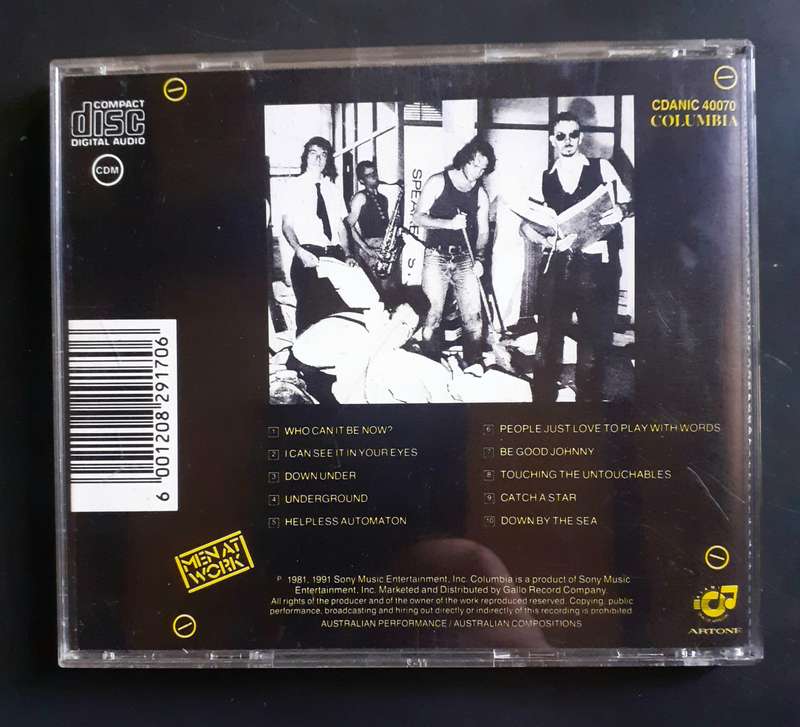 COMPACT
disc
DIGITAL AUDIO
CDM
CDANIC 40070
COLUMBIA
SPEAKE S.
6 001208 291706
1 WHO CAN IT BE NOW?
2 I CAN SEE IT IN YOUR EYES
3 DOWN UNDER
4 UNDERGROUND
5 HELPLESS AUTOMATON
6 PEOPLE JUST LOVE TO PLAY WITH WORDS
7 BE GOOD JOHNNY
8 TOUCHING THE UNTOUCHABLES
9 CATCH A STAR
10 DOWN BY THE SEA
MEN AT
WORK
℗ 1981, 1991 Sony Music Entertainment, Inc. Columbia is a product of Sony Music
Entertainment, Inc. Marketed and Distributed by Gallo Record Company.
All rights of the producer and of the owner of the work reproduced reserved. Copying, public
performance, broadcasting and hiring out directly or indirectly of this recording is prohibited
AUSTRALIAN PERFORMANCE / AUSTRALIAN COMPOSITIONS
ARTONE